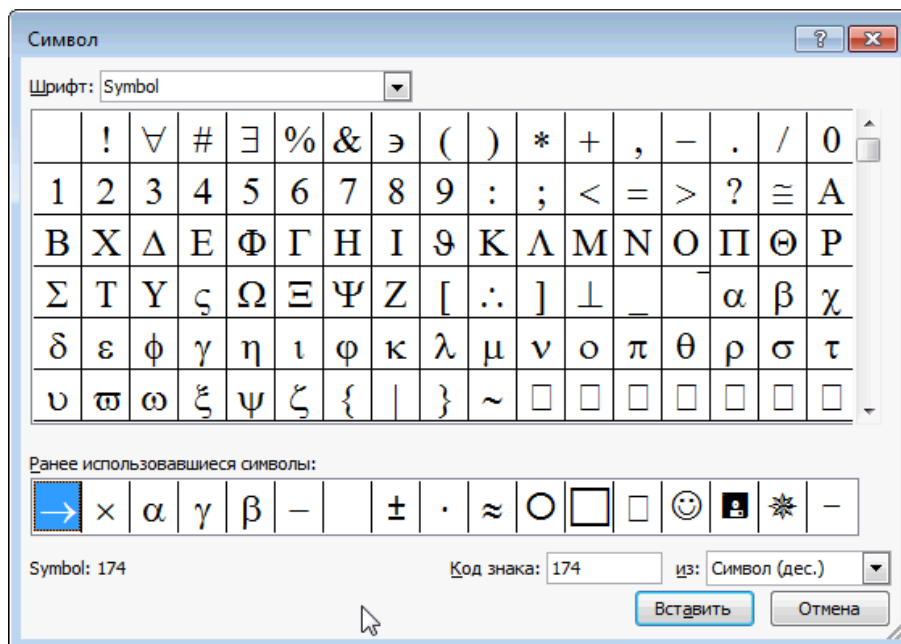 Символ
Шрифт: Symbol
! ∀ # ∃ % & ∍ ( ) * + , − . / 0
1 2 3 4 5 6 7 8 9 : ; < = > ? ≅ Α
Β Χ Δ Ε Φ Γ Η Ι ϑ Κ Λ Μ Ν Ο Π Θ Ρ
Σ Τ Υ ς Ω Ξ Ψ Ζ [ ∴ ] ⊥ _ ‾ α β χ
δ ε ϕ γ η ι φ κ λ μ ν ο π θ ρ σ τ
υ ϖ ω ξ ψ ζ { | } ~ □ □ □ □ □ □ □
Ранее использовавшиеся символы:
→ × α γ β − ± · ≈ ○ □ □ ☺ ✵ −
Symbol: 174 Код знака: 174 из: Символ (дес.)
Вставить Отмена